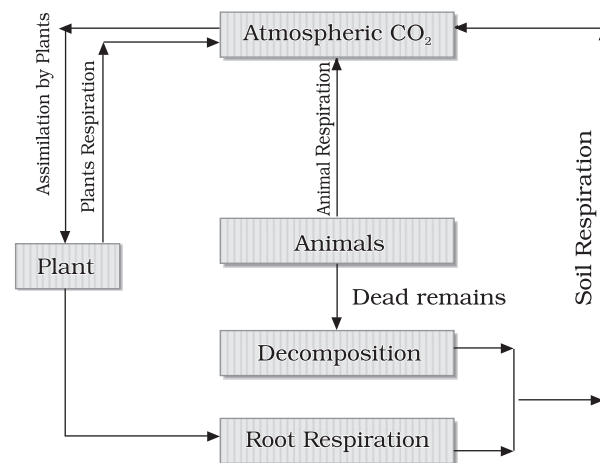 Atmospheric CO₂
Assimilation by Plants
Plants Respiration
Animal Respiration
Soil Respiration
Animals
Plant
Dead remains
Decomposition
Root Respiration